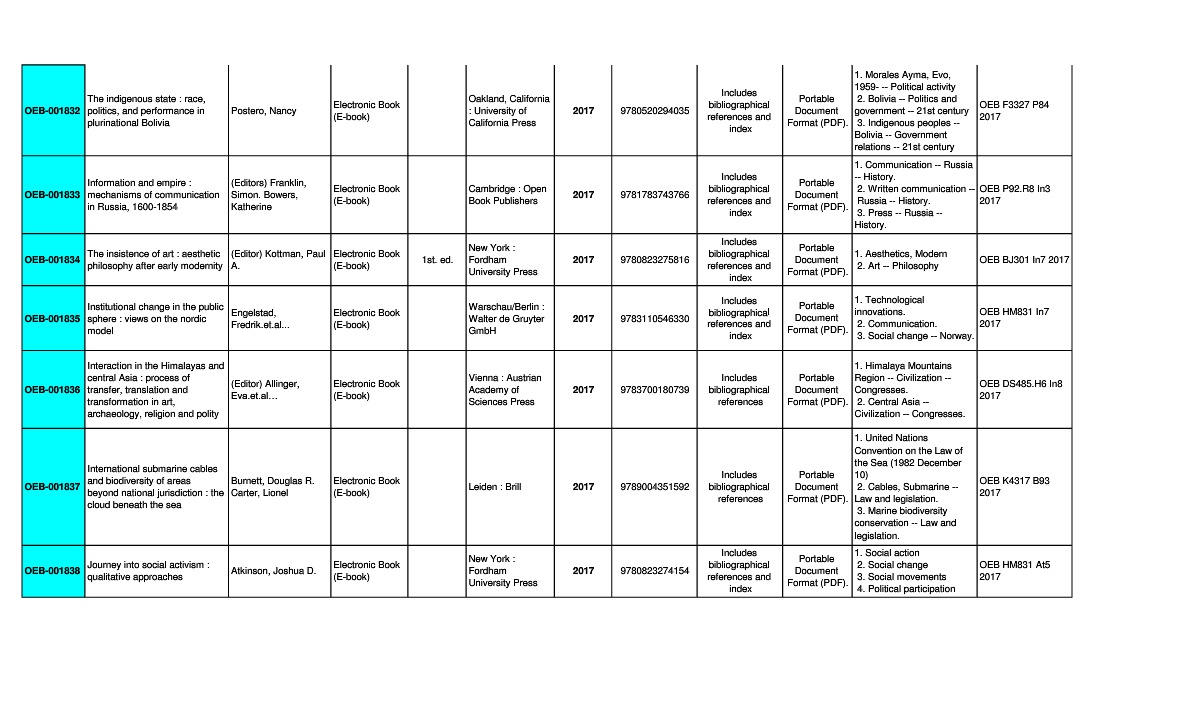 OEB-001832
The indigenous state : race,
politics, and performance in
plurinational Bolivia
Postero, Nancy
Electronic Book
(E-book)
Oakland, California
: University of
California Press
2017
9780520294035
Includes
bibliographical
references and
index
Portable
Document
Format (PDF).
1. Morales Ayma, Evo,
1959- -- Political activity
2. Bolivia -- Politics and
government -- 21st century
3. Indigenous peoples --
Bolivia -- Government
relations -- 21st century
OEB F3327 P84
2017
OEB-001833
Information and empire :
mechanisms of communication
in Russia, 1600-1854
(Editors) Franklin,
Simon. Bowers,
Katherine
Electronic Book
(E-book)
Cambridge : Open
Book Publishers
2017
9781783743766
Includes
bibliographical
references and
index
Portable
Document
Format (PDF).
1. Communication -- Russia
-- History.
2. Written communication --
Russia -- History.
3. Press -- Russia --
History.
OEB P92.R8 In3
2017
OEB-001834
The insistence of art : aesthetic
philosophy after early modernity
(Editor) Kottman, Paul
A.
Electronic Book
(E-book)
1st. ed.
New York :
Fordham
University Press
2017
9780823275816
Includes
bibliographical
references and
index
Portable
Document
Format (PDF).
1. Aesthetics, Modern
2. Art -- Philosophy
OEB BJ301 In7 2017
OEB-001835
Institutional change in the public
sphere : views on the nordic
model
Engelstad,
Fredrik.et.al...
Electronic Book
(E-book)
Warschau/Berlin :
Walter de Gruyter
GmbH
2017
9783110546330
Includes
bibliographical
references and
index
Portable
Document
Format (PDF).
1. Technological
innovations.
2. Communication.
3. Social change -- Norway.
OEB HM831 In7
2017
OEB-001836
Interaction in the Himalayas and
central Asia : process of
transfer, translation and
transformation in art,
archaeology, religion and polity
(Editor) Allinger,
Eva.et.al…
Electronic Book
(E-book)
Vienna : Austrian
Academy of
Sciences Press
2017
9783700180739
Includes
bibliographical
references
Portable
Document
Format (PDF).
1. Himalaya Mountains
Region -- Civilization --
Congresses.
2. Central Asia --
Civilization -- Congresses.
OEB DS485.H6 In8
2017
OEB-001837
International submarine cables
and biodiversity of areas
beyond national jurisdiction : the
cloud beneath the sea
Burnett, Douglas R.
Carter, Lionel
Electronic Book
(E-book)
Leiden : Brill
2017
9789004351592
Includes
bibliographical
references
Portable
Document
Format (PDF).
1. United Nations
Convention on the Law of
the Sea (1982 December
10)
2. Cables, Submarine --
Law and legislation.
3. Marine biodiversity
conservation -- Law and
legislation.
OEB K4317 B93
2017
OEB-001838
Journey into social activism :
qualitative approaches
Atkinson, Joshua D.
Electronic Book
(E-book)
New York :
Fordham
University Press
2017
9780823274154
Includes
bibliographical
references and
index
Portable
Document
Format (PDF).
1. Social action
2. Social change
3. Social movements
4. Political participation
OEB HM831 At5
2017